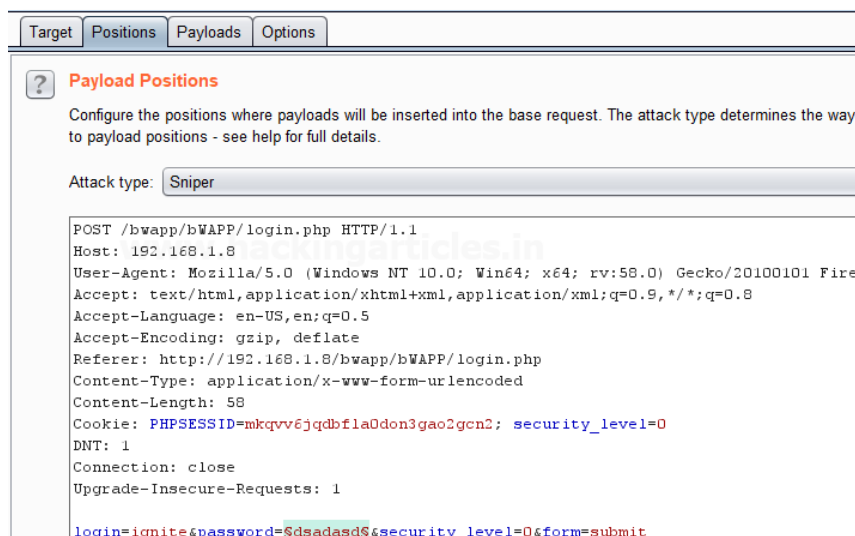 Target Positions Payloads Options
? Payload Positions
Configure the positions where payloads will be inserted into the base request. The attack type determines the way
to payload positions - see help for full details.
Attack type: Sniper
POST /bwapp/bWAPP/login.php HTTP/1.1
www.hackingarticles.in
Host: 192.168.1.8
User-Agent: Mozilla/5.0 (Windows NT 10.0; Win64; x64; rv:58.0) Gecko/20100101 Fire
Accept: text/html,application/xhtml+xml,application/xml;q=0.9,*/*;q=0.8
Accept-Language: en-US,en;q=0.5
Accept-Encoding: gzip, deflate
Referer: http://192.168.1.8/bwapp/bWAPP/login.php
Content-Type: application/x-www-form-urlencoded
Content-Length: 58
Cookie: PHPSESSID=mkqvv6jqdbfla0don3gao2gcn2; security_level=0
DNT: 1
Connection: close
Upgrade-Insecure-Requests: 1
login=ignite&password=§dsadasd§&security_level=0&form=submit